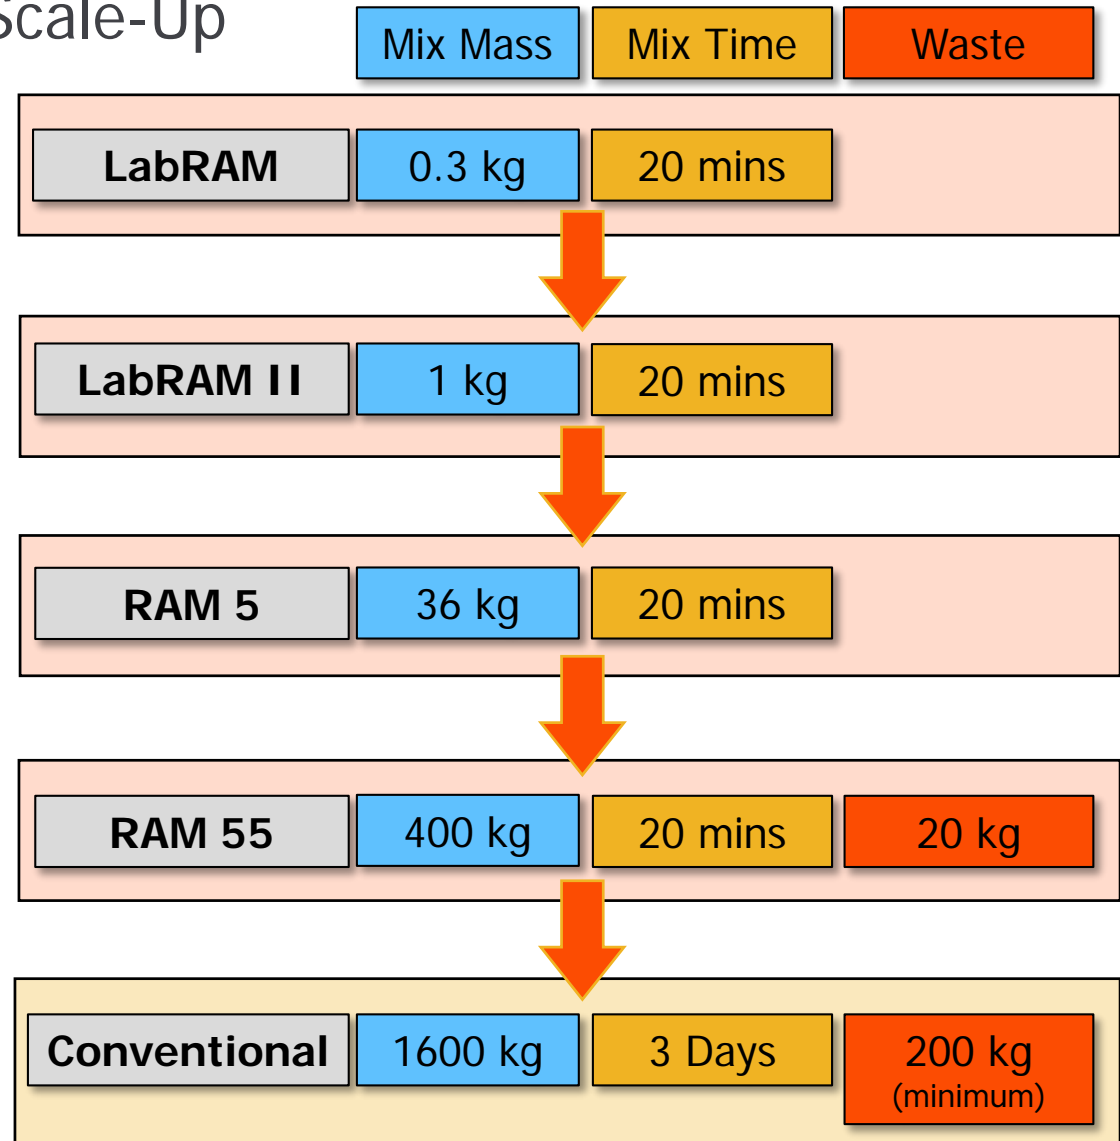 Scale-Up
Mix Mass Mix Time Waste
LabRAM 0.3 kg 20 mins
LabRAM II 1 kg 20 mins
RAM 5 36 kg 20 mins
RAM 55 400 kg 20 mins 20 kg
Conventional 1600 kg 3 Days 200 kg
(minimum)